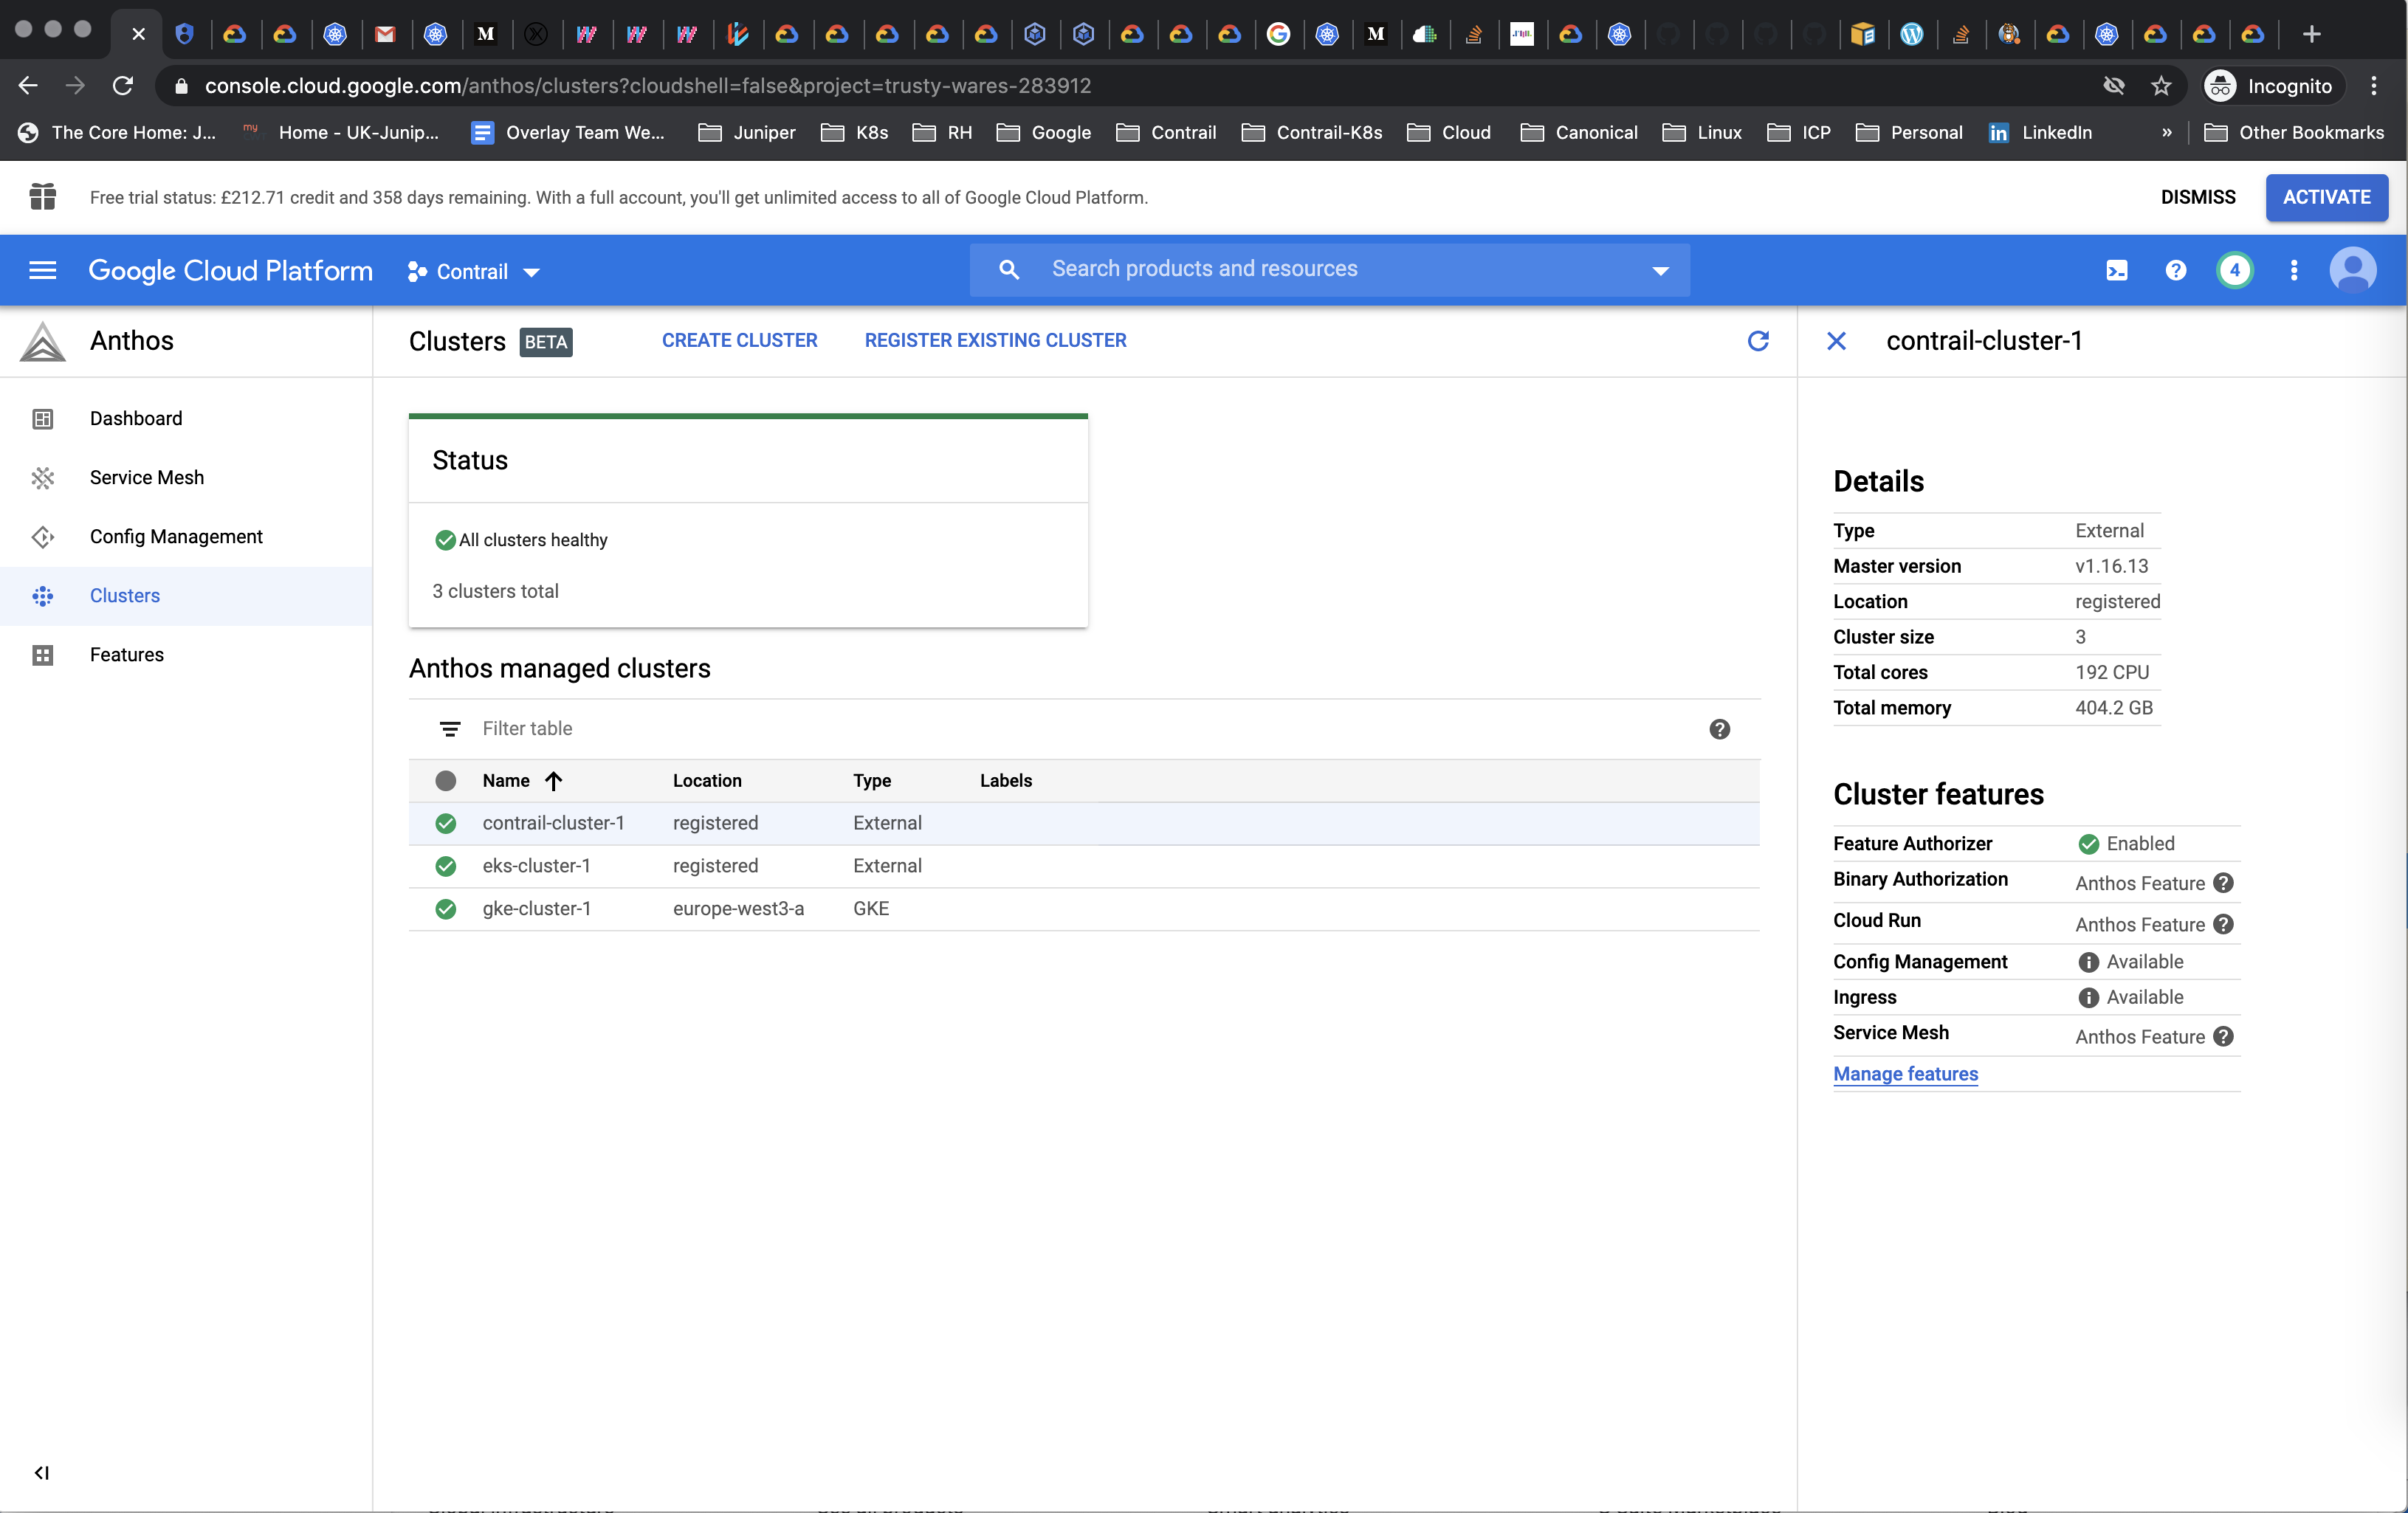 console.cloud.google.com/anthos/clusters?cloudshell=false&project=trusty-wares-283912
Incognito
The Core Home: J...
my
Home - UK-Junip...
Overlay Team We...
Juniper
K8s
RH
Google
Contrail
Contrail-K8s
Cloud
Canonical
Linux
ICP
Personal
LinkedIn
»
Other Bookmarks
Free trial status: £212.71 credit and 358 days remaining. With a full account, you'll get unlimited access to all of Google Cloud Platform.
DISMISS
ACTIVATE
Google Cloud Platform
Contrail
Search products and resources
4
Anthos
Dashboard
Service Mesh
Config Management
Clusters
Features
Clusters BETA
CREATE CLUSTER
REGISTER EXISTING CLUSTER
Status
All clusters healthy
3 clusters total
Anthos managed clusters
Filter table
Name Location Type Labels
contrail-cluster-1 registered External
eks-cluster-1 registered External
gke-cluster-1 europe-west3-a GKE
contrail-cluster-1
Details
Type External
Master version v1.16.13
Location registered
Cluster size 3
Total cores 192 CPU
Total memory 404.2 GB
Cluster features
Feature Authorizer Enabled
Binary Authorization Anthos Feature
Cloud Run Anthos Feature
Config Management Available
Ingress Available
Service Mesh Anthos Feature
Manage features